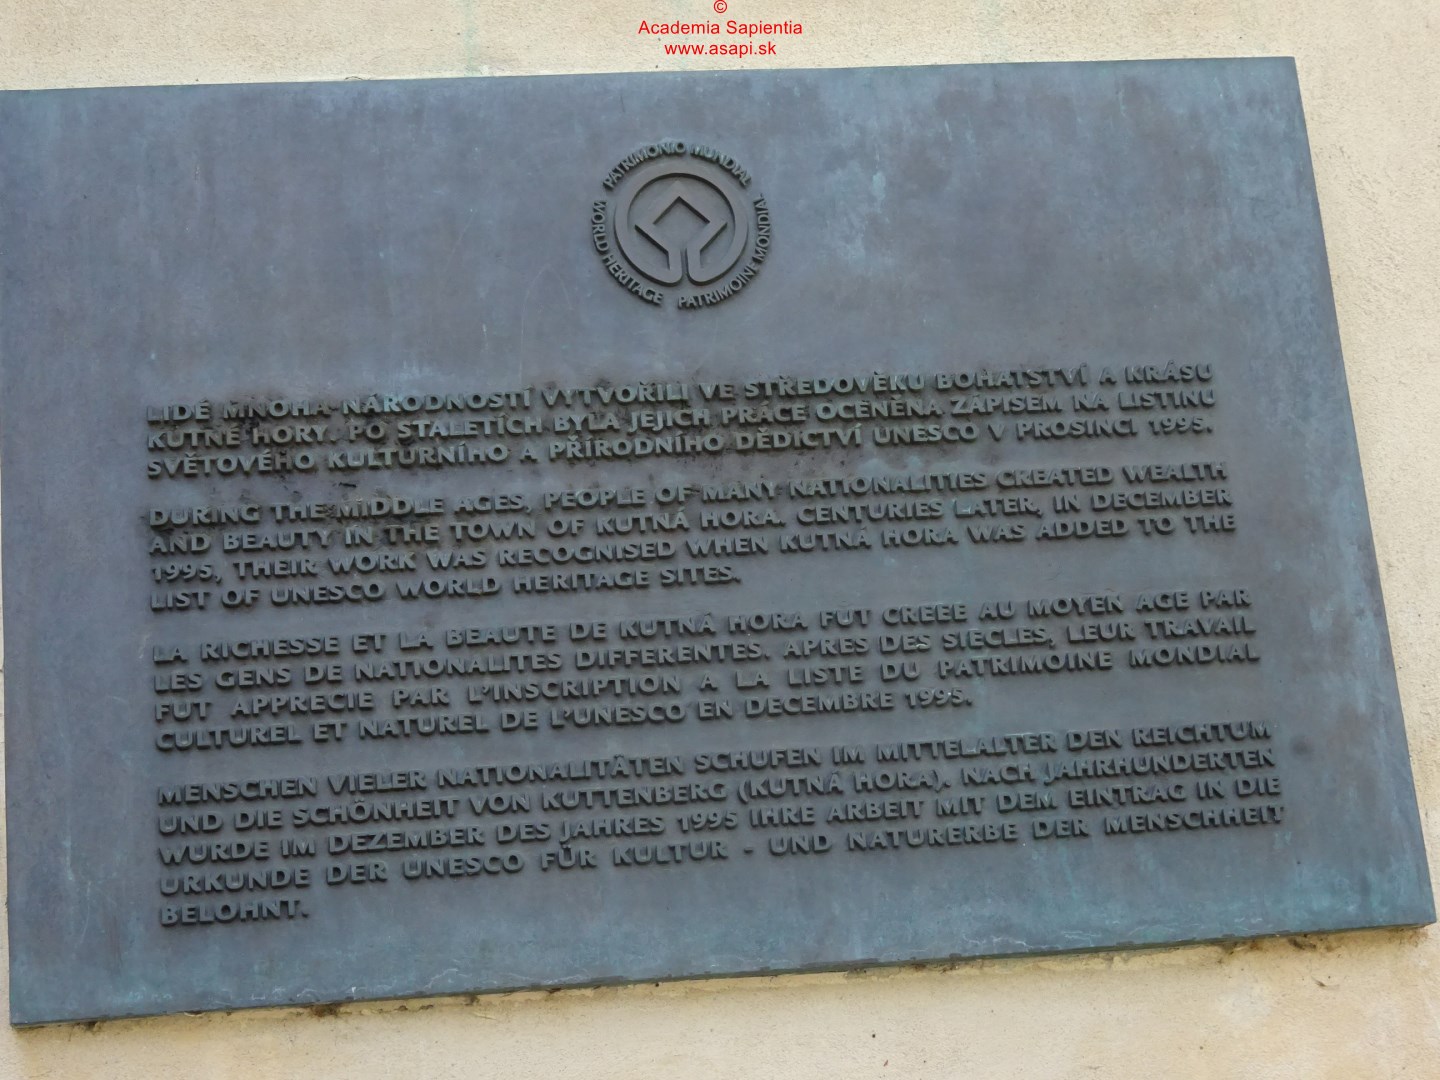 ©
Academia Sapientia
www.asapi.sk
PATRIMONIO MUNDIAL
WORLD HERITAGE
PATRIMOINE MONDIAL
LIDÉ MNOHA NÁRODNOSTÍ VYTVOŘILI VE STŘEDOVĚKU BOHATSTVÍ A KRÁSU
KUTNÉ HORY. PO STALETÍCH BYLA JEJICH PRÁCE OCENĚNA ZÁPISEM NA LISTINU
SVĚTOVÉHO KULTURNÍHO A PŘÍRODNÍHO DĚDICTVÍ UNESCO V PROSINCI 1995.
DURING THE MIDDLE AGES, PEOPLE OF MANY NATIONALITIES CREATED WEALTH
AND BEAUTY IN THE TOWN OF KUTNÁ HORA. CENTURIES LATER, IN DECEMBER
1995, THEIR WORK WAS RECOGNISED WHEN KUTNÁ HORA WAS ADDED TO THE
LIST OF UNESCO WORLD HERITAGE SITES.
LA RICHESSE ET LA BEAUTE DE KUTNÁ HORA FUT CREEE AU MOYEN AGE PAR
LES GENS DE NATIONALITES DIFFERENTES. APRES DES SIECLES, LEUR TRAVAIL
FUT APPRECIE PAR L'INSCRIPTION A LA LISTE DU PATRIMOINE MONDIAL
CULTUREL ET NATUREL DE L'UNESCO EN DECEMBRE 1995.
MENSCHEN VIELER NATIONALITÄTEN SCHUFEN IM MITTELALTER DEN REICHTUM
UND DIE SCHÖNHEIT VON KUTTENBERG (KUTNÁ HORA). NACH JAHRHUNDERTEN
WURDE IM DEZEMBER DES JAHRES 1995 IHRE ARBEIT MIT DEM EINTRAG IN DIE
URKUNDE DER UNESCO FÜR KULTUR - UND NATURERBE DER MENSCHHEIT
BELOHNT.